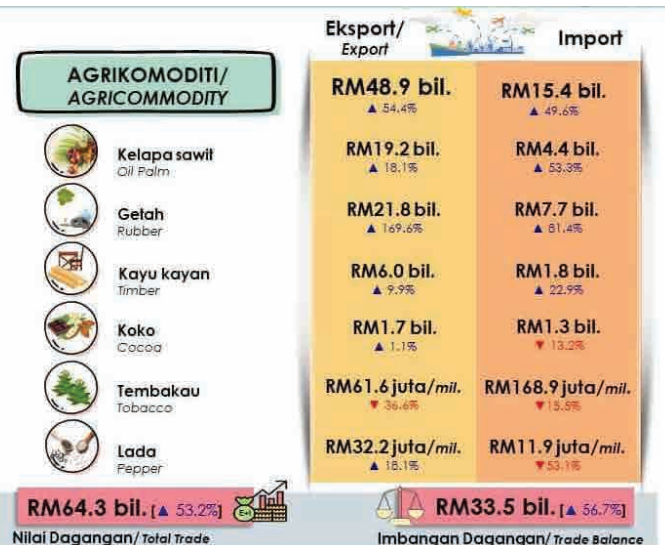 Eksport/
Export
Import
AGRIKOMODITI/
AGRICOMMODITY
RM48.9 bil.
▲ 54.4%
RM15.4 bil.
▲ 49.6%
Kelapa sawit
Oil Palm
RM19.2 bil.
▲ 18.1%
RM4.4 bil.
▲ 53.3%
Getah
Rubber
RM21.8 bil.
▲ 169.6%
RM7.7 bil.
▲ 81.4%
Kayu kayan
Timber
RM6.0 bil.
▲ 9.9%
RM1.8 bil.
▲ 22.9%
Koko
Cocoa
RM1.7 bil.
▲ 1.1%
RM1.3 bil.
▼ 13.2%
Tembakau
Tobacco
RM61.6 juta/mil.
▼ 36.6%
RM168.9 juta/mil.
▼ 15.5%
Lada
Pepper
RM32.2 juta/mil.
▲ 18.1%
RM11.9 juta/mil.
▼ 53.1%
RM64.3 bil. [▲ 53.2%]
Nilai Dagangan/ Total Trade
RM33.5 bil. [▲ 56.7%]
Imbangan Dagangan/ Trade Balance